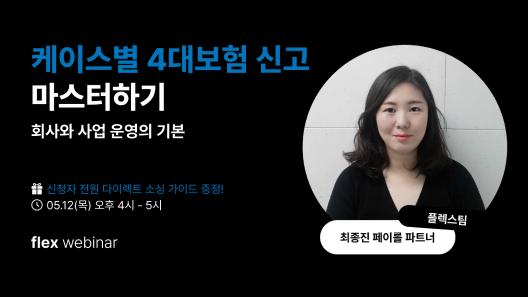 케이스별 4대보험 신고
마스터하기
회사와 사업 운영의 기본
신청자 전원 다이렉트 소싱 가이드 증정!
05.12(목) 오후 4시 - 5시
flex webinar
플렉스팀
최종진 페이롤 파트너